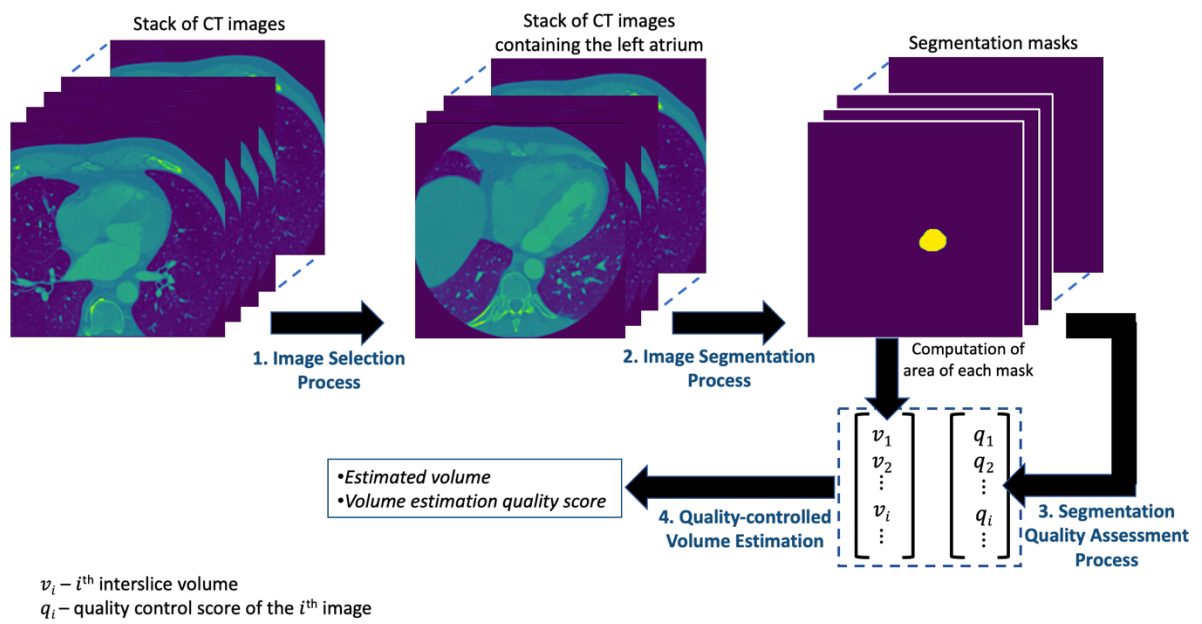 Stack of CT images
Stack of CT images
containing the left atrium
Segmentation masks
1. Image Selection
Process
2. Image Segmentation
Process
Computation of
area of each mask
v₁
v₂
⋮
vᵢ
⋮
q₁
q₂
⋮
qᵢ
⋮
3. Segmentation
Quality Assessment
Process
•Estimated volume
•Volume estimation quality score
4. Quality-controlled
Volume Estimation
vᵢ – iᵗʰ interslice volume
qᵢ – quality control score of the iᵗʰ image